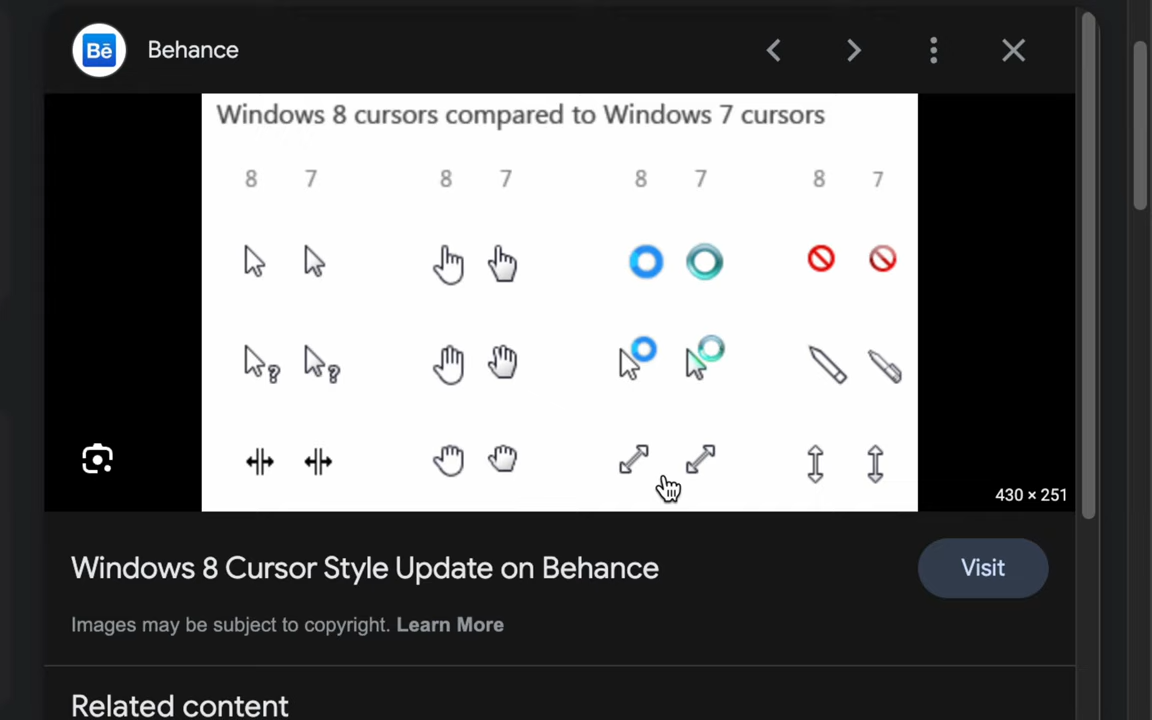 Bē Behance
Windows 8 cursors compared to Windows 7 cursors
8 7 8 7 8 7 8 7
? ?
430 × 251
Windows 8 Cursor Style Update on Behance
Visit
Images may be subject to copyright. Learn More
Related content